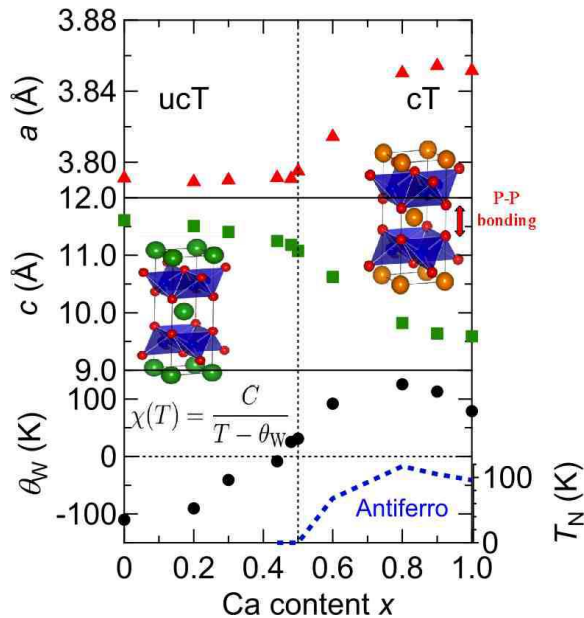 3.88
3.84
3.80
a (Å)
ucT
cT
P-P
bonding
12.0
11.0
10.0
9.0
c (Å)
100
0
-100
θW (K)
χ(T) = C / (T − θW)
Antiferro
100
0
TN (K)
0 0.2 0.4 0.6 0.8 1.0
Ca content x